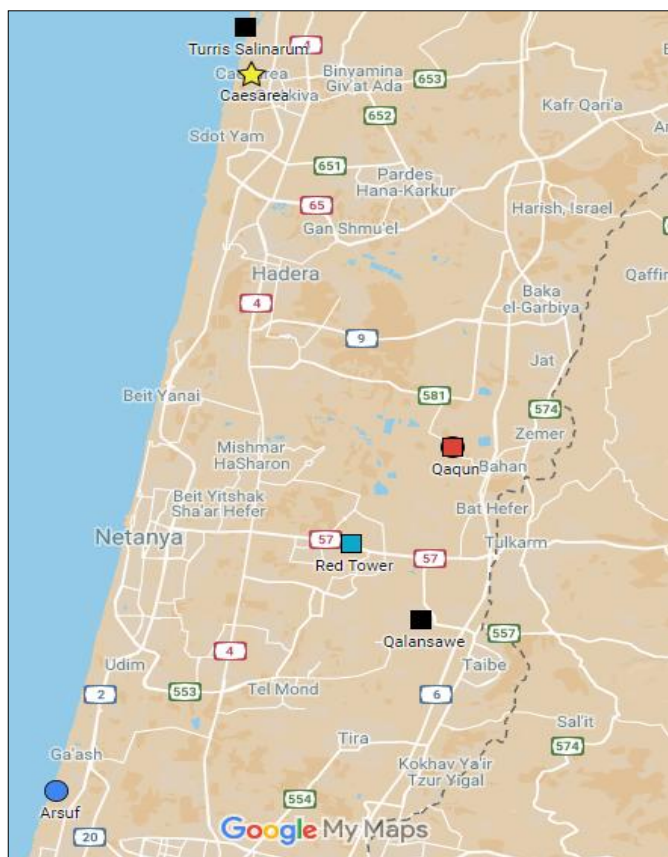 4
Turris Salinarum
Binyamina
Giv'at Ada
653
Caesarea
Kafr Qari'a
652
Sdot Yam
651
Pardes
Hana-Karkur
65
Harish, Israel
Gan Shmu'el
Hadera
4
Baka
el-Garbiya
9
Jat
581
Beit Yanai
574
Zemer
Mishmar
HaSharon
Qaqun
Bahan
Beit Yitshak
Sha'ar Hefer
Bat Hefer
Netanya
57
57
Tulkarm
Red Tower
Qalansawe
557
4
Udim
Taibe
553
Tel Mond
2
6
Sal'it
574
Tira
Ga'ash
Kokhav Ya'ir
Tzur Yigal
554
Arsuf
Google My Maps
20